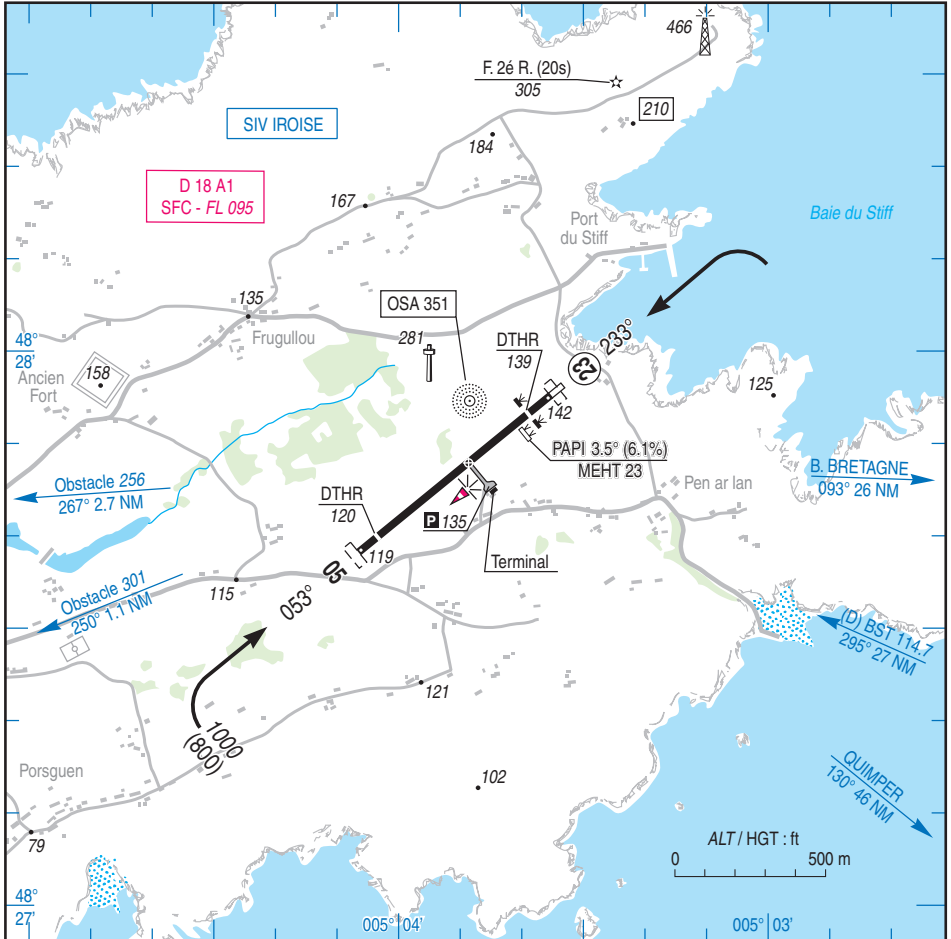 466
F. 2é R. (20s)
305
210
SIV IROISE
184
D 18 A1
SFC - FL 095
167
Port
du Stiff
Baie du Stiff
135
OSA 351
Frugullou
281
DTHR
139
23
233°
48°
28'
Ancien
Fort
158
125
142
PAPI 3.5° (6.1%)
MEHT 23
Obstacle 256
267° 2.7 NM
B. BRETAGNE
093° 26 NM
Pen ar lan
DTHR
120
P 135
119
Terminal
05
053°
115
Obstacle 301
250° 1.1 NM
(D) BST 114.7
295° 27 NM
121
1000
(800)
Porsguen
102
QUIMPER
130° 46 NM
79
ALT / HGT : ft
0 500 m
48°
27'
005° 04'
005° 03'